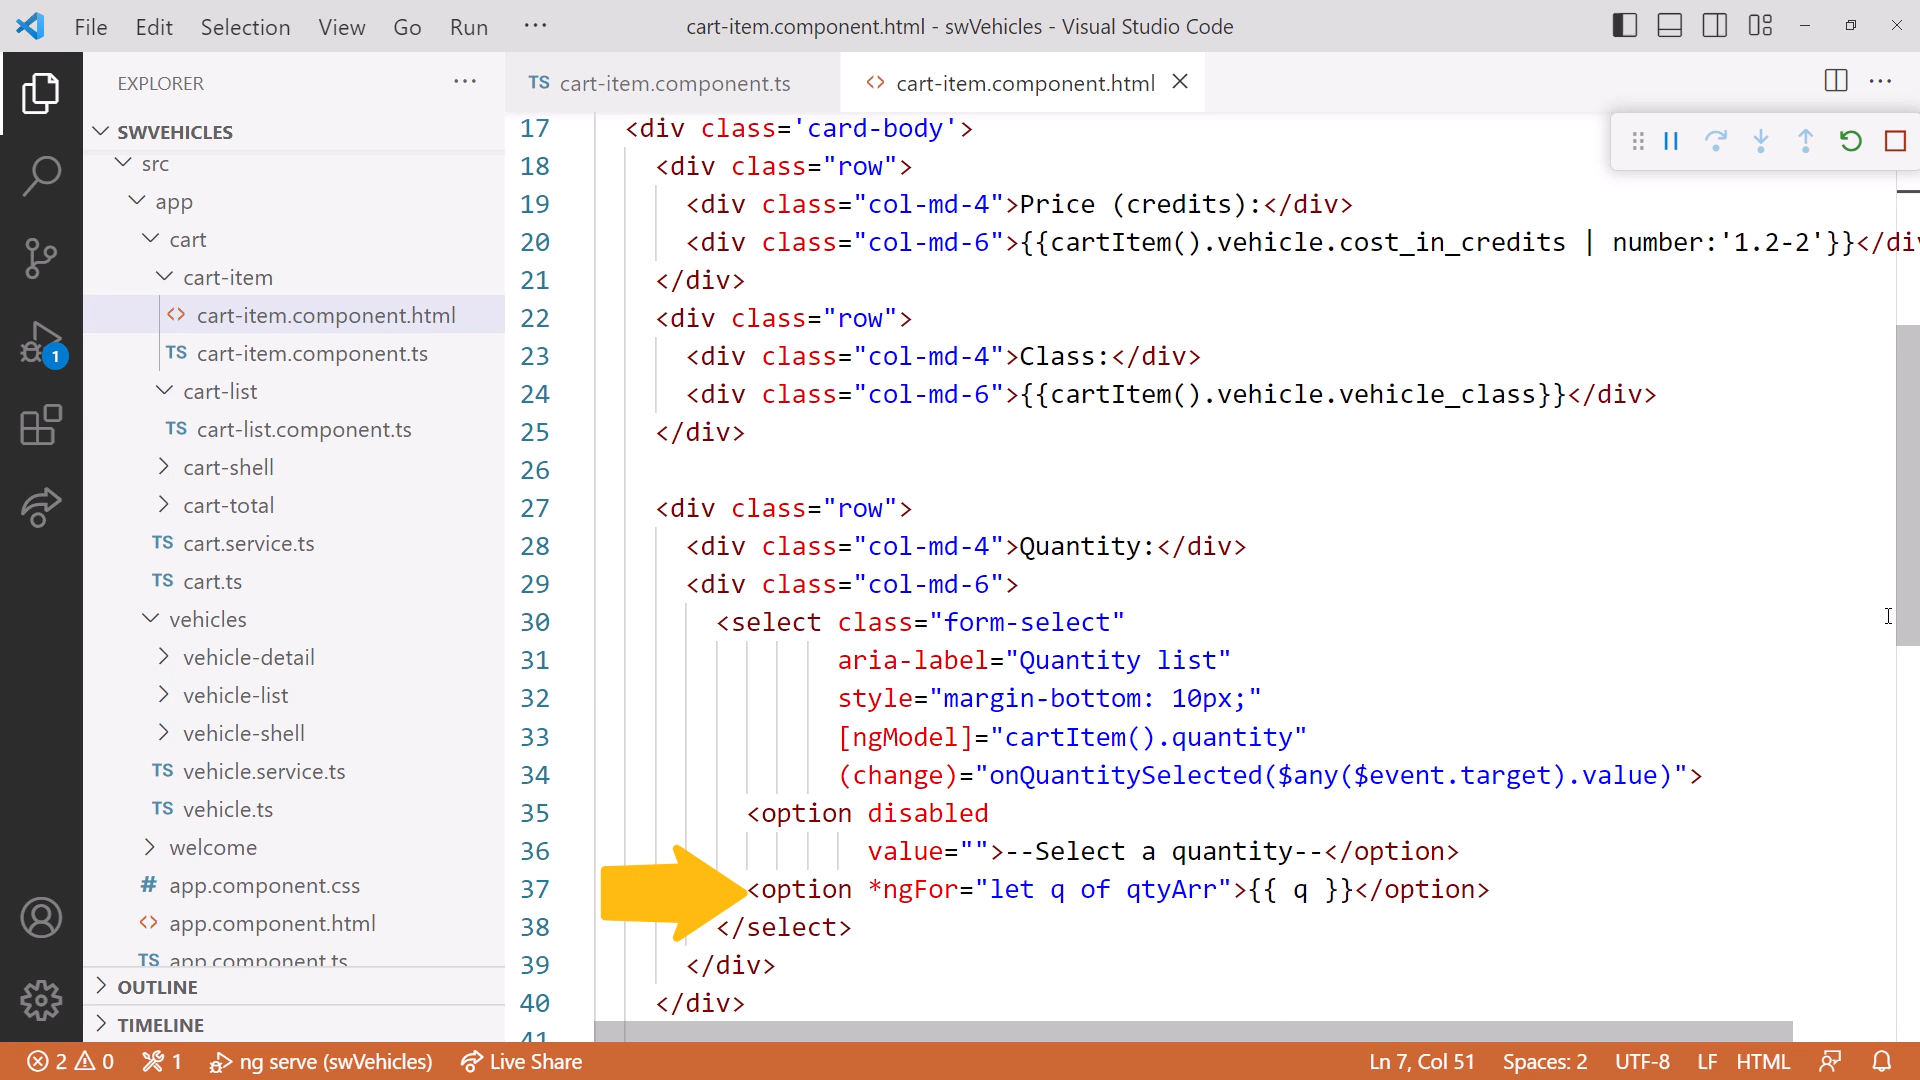 File Edit Selection View Go Run ··· cart-item.component.html - swVehicles - Visual Studio Code
EXPLORER ···
SWVEHICLES
src
app
cart
cart-item
<> cart-item.component.html
TS cart-item.component.ts
cart-list
TS cart-list.component.ts
cart-shell
cart-total
TS cart.service.ts
TS cart.ts
vehicles
vehicle-detail
vehicle-list
vehicle-shell
TS vehicle.service.ts
TS vehicle.ts
welcome
# app.component.css
<> app.component.html
TS app.component.ts
OUTLINE
TIMELINE
1
TS cart-item.component.ts <> cart-item.component.html
17 <div class='card-body'>
18 <div class="row">
19 <div class="col-md-4">Price (credits):</div>
20 <div class="col-md-6">{{cartItem().vehicle.cost_in_credits | number:'1.2-2'}}</div
21 </div>
22 <div class="row">
23 <div class="col-md-4">Class:</div>
24 <div class="col-md-6">{{cartItem().vehicle.vehicle_class}}</div>
25 </div>
26
27 <div class="row">
28 <div class="col-md-4">Quantity:</div>
29 <div class="col-md-6">
30 <select class="form-select"
31 aria-label="Quantity list"
32 style="margin-bottom: 10px;"
33 [ngModel]="cartItem().quantity"
34 (change)="onQuantitySelected($any($event.target).value)">
35 <option disabled
36 value="">--Select a quantity--</option>
37 <option *ngFor="let q of qtyArr">{{ q }}</option>
38 </select>
39 </div>
40 </div>
41
2 0 1 ng serve (swVehicles) Live Share Ln 7, Col 51 Spaces: 2 UTF-8 LF HTML